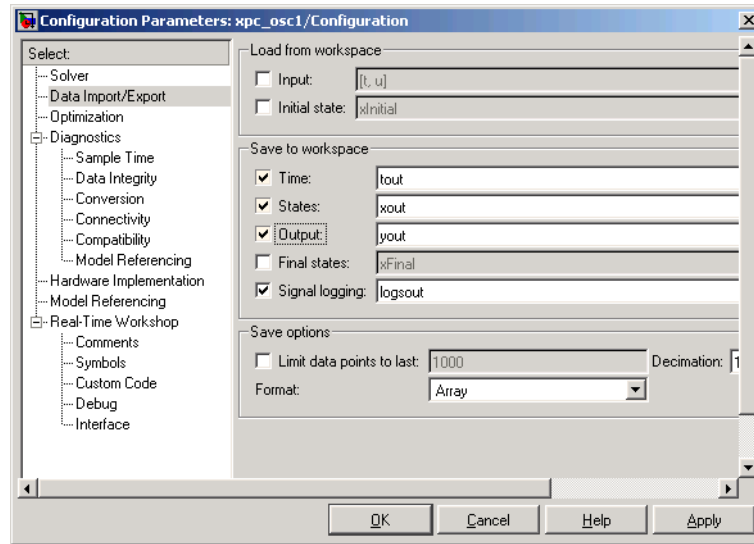 Configuration Parameters: xpc_osc1/Configuration
Select:
Solver
Data Import/Export
Optimization
Diagnostics
Sample Time
Data Integrity
Conversion
Connectivity
Compatibility
Model Referencing
Hardware Implementation
Model Referencing
Real-Time Workshop
Comments
Symbols
Custom Code
Debug
Interface
Load from workspace
Input: [t, u]
Initial state: xInitial
Save to workspace
Time: tout
States: xout
Output: yout
Final states: xFinal
Signal logging: logsout
Save options
Limit data points to last: 1000 Decimation: 1
Format: Array
OK Cancel Help Apply